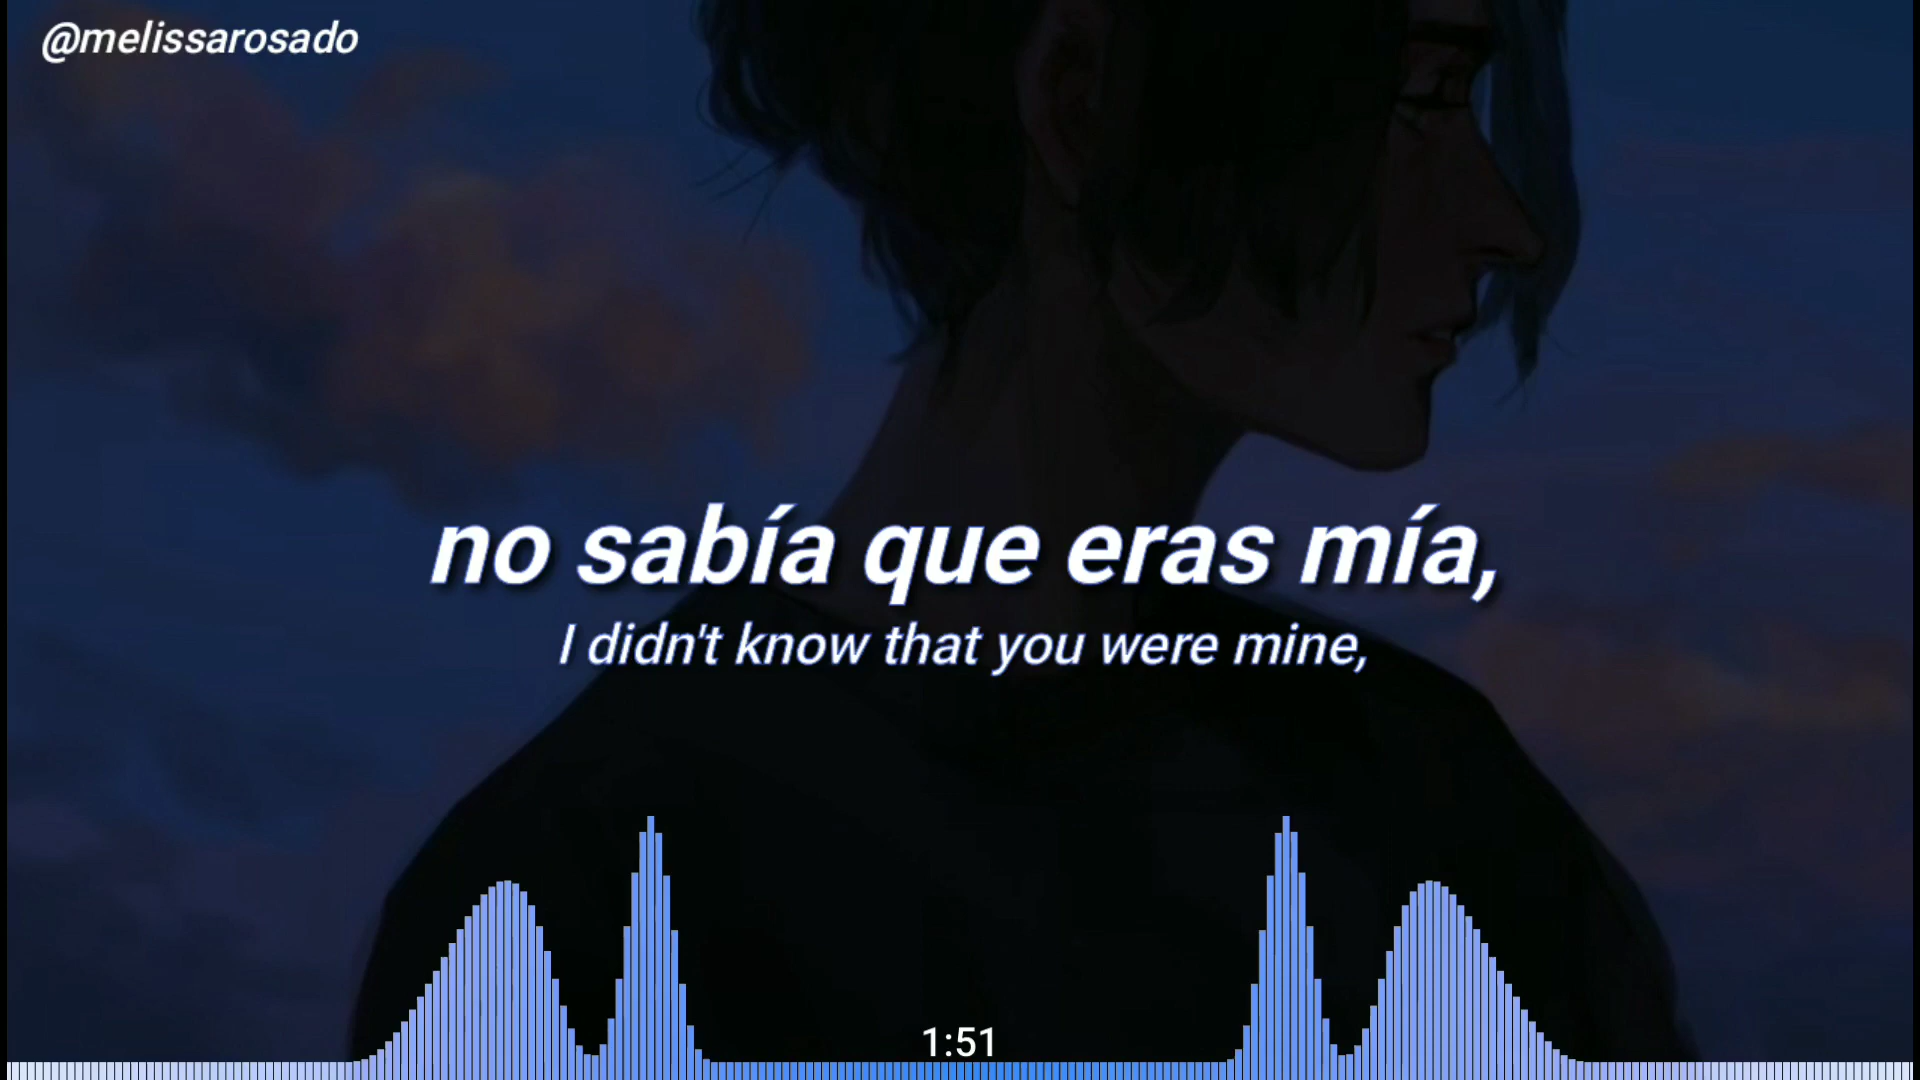 @melissarosado
no sabía que eras mía,
I didn't know that you were mine,
1:51